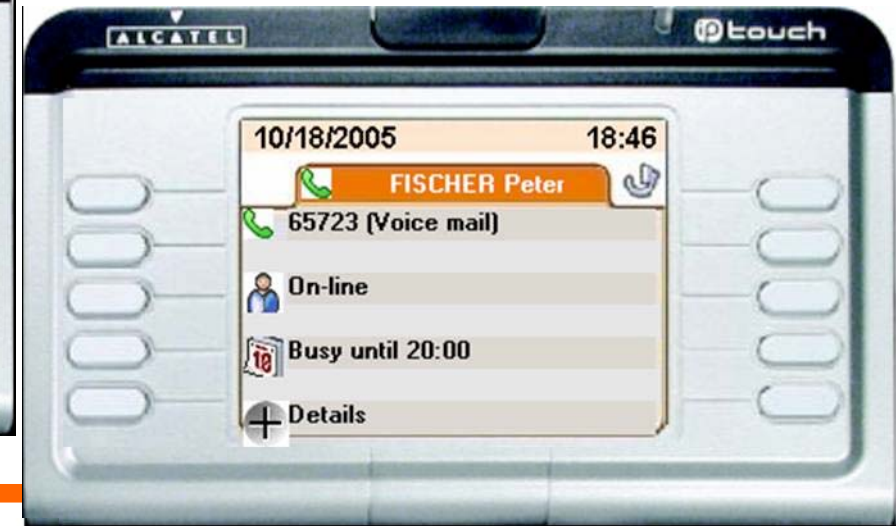 ALCATEL
touch
10/18/2005 18:46
FISCHER Peter
65723 (Voice mail)
On-line
18
Busy until 20:00
Details